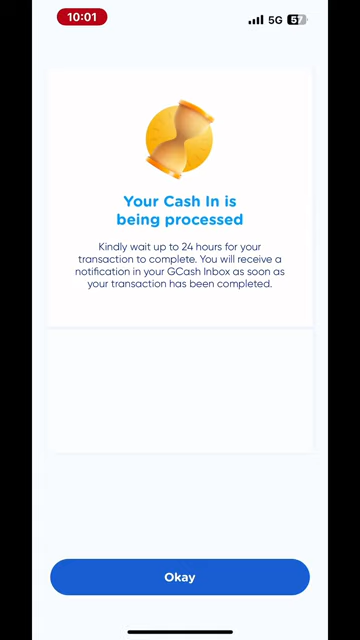 10:01
5G
57
Your Cash In is
being processed
Kindly wait up to 24 hours for your
transaction to complete. You will receive a
notification in your GCash Inbox as soon as
your transaction has been completed.
Okay